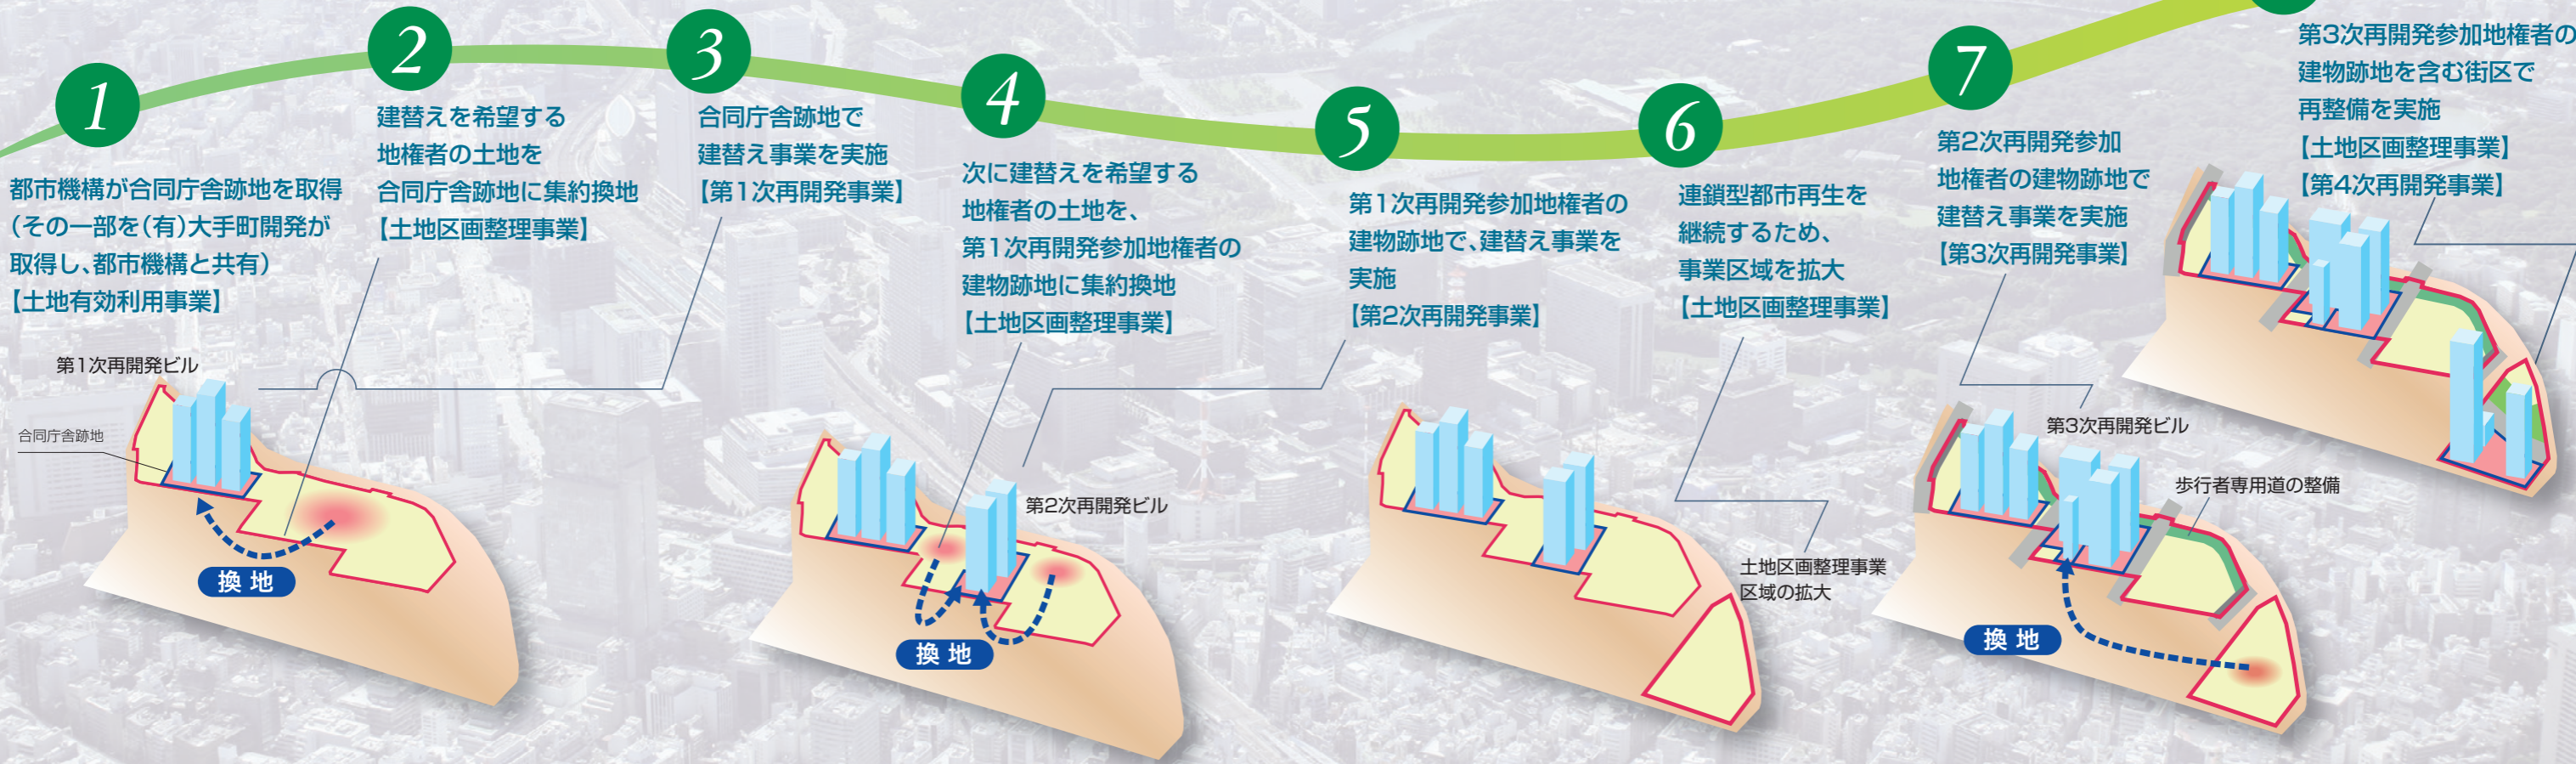 1
都市機構が合同庁舎跡地を取得
（その一部を（有）大手町開発が
取得し、都市機構と共有）
【土地有効利用事業】
2
建替えを希望する
地権者の土地を
合同庁舎跡地に集約換地
【土地区画整理事業】
3
合同庁舎跡地で
建替え事業を実施
【第1次再開発事業】
第1次再開発ビル
合同庁舎跡地
換地
4
次に建替えを希望する
地権者の土地を、
第1次再開発参加地権者の
建物跡地に集約換地
【土地区画整理事業】
5
第1次再開発参加地権者の
建物跡地で、建替え事業を
実施
【第2次再開発事業】
第2次再開発ビル
換地
6
連鎖型都市再生を
継続するため、
事業区域を拡大
【土地区画整理事業】
土地区画整理事業
区域の拡大
7
第2次再開発参加
地権者の建物跡地で
建替え事業を実施
【第3次再開発事業】
第3次再開発ビル
歩行者専用道の整備
換地
第3次再開発参加地権者の
建物跡地を含む街区で
再整備を実施
【土地区画整理事業】
【第4次再開発事業】